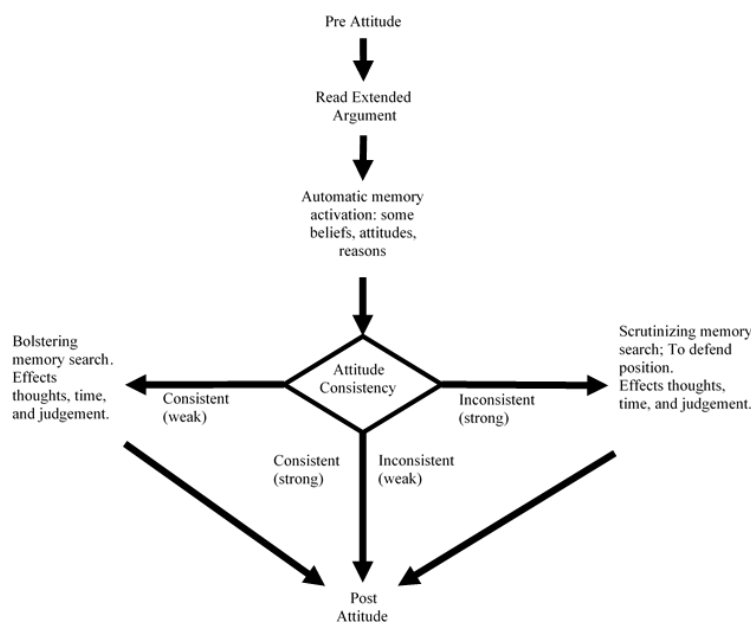 Pre Attitude
Read Extended
Argument
Automatic memory
activation: some
beliefs, attitudes,
reasons
Bolstering
memory search.
Effects
thoughts, time,
and judgement.
Attitude
Consistency
Scrutinizing memory
search; To defend
position.
Effects thoughts,
time, and judgement.
Consistent
(weak)
Inconsistent
(strong)
Consistent
(strong)
Inconsistent
(weak)
Post
Attitude